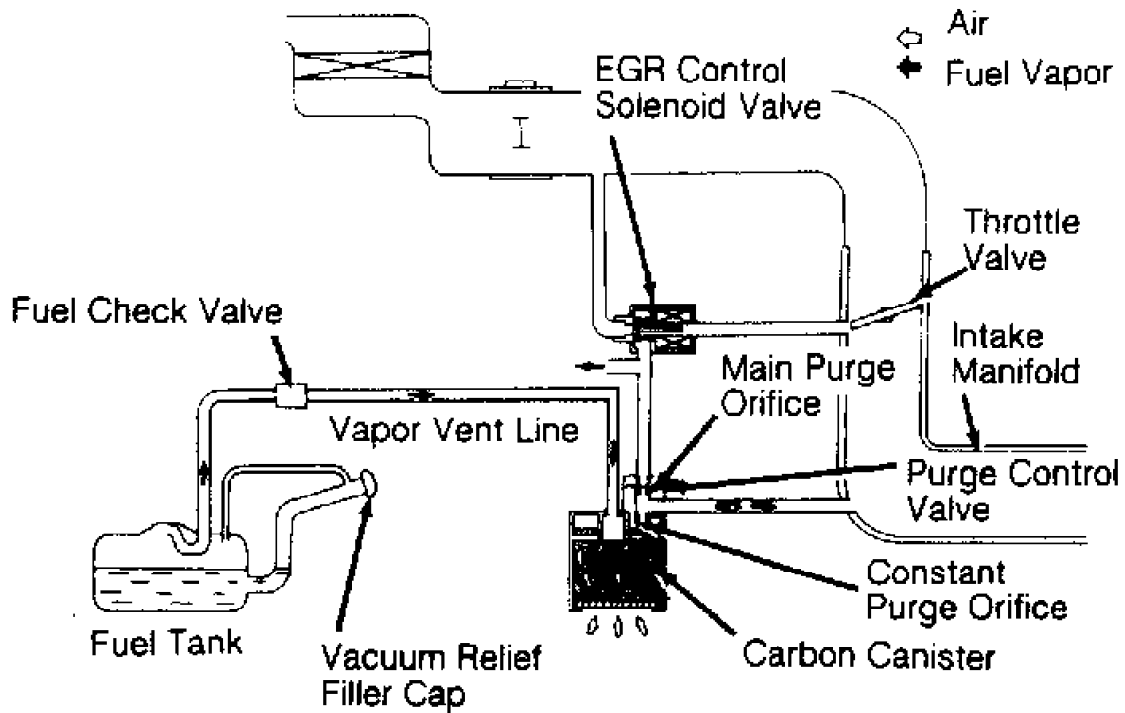 Air
Fuel Vapor
EGR Control
Solenoid Valve
Throttle
Valve
Fuel Check Valve
Intake
Manifold
Main Purge
Orifice
Vapor Vent Line
Purge Control
Valve
Constant
Purge Orifice
Fuel Tank
Vacuum Relief
Filler Cap
Carbon Canister